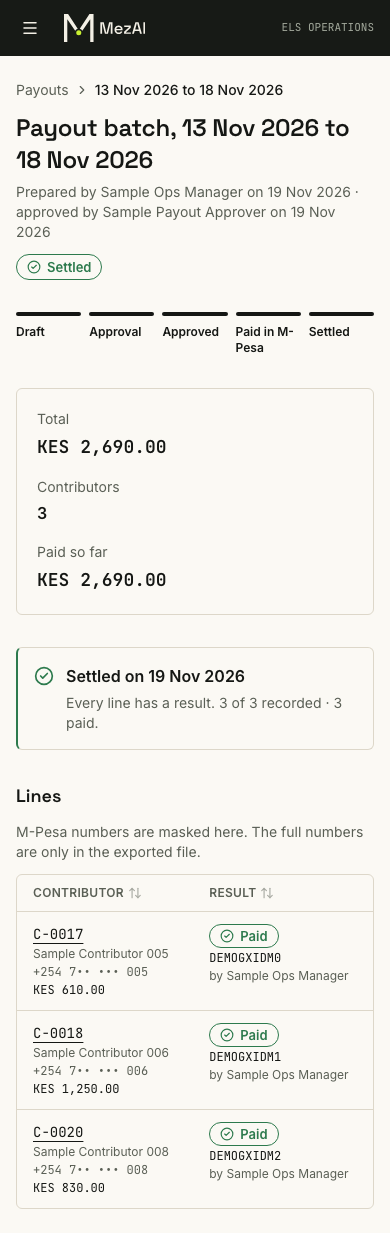 MezAI
ELS OPERATIONS
Payouts > 13 Nov 2026 to 18 Nov 2026
Payout batch, 13 Nov 2026 to
18 Nov 2026
Prepared by Sample Ops Manager on 19 Nov 2026 ·
approved by Sample Payout Approver on 19 Nov
2026
Settled
Draft
Approval
Approved
Paid in M-
Pesa
Settled
Total
KES 2,690.00
Contributors
3
Paid so far
KES 2,690.00
Settled on 19 Nov 2026
Every line has a result. 3 of 3 recorded · 3
paid.
Lines
M-Pesa numbers are masked here. The full numbers
are only in the exported file.
CONTRIBUTOR
RESULT
C-0017
Sample Contributor 005
+254 7•• ••• 005
KES 610.00
Paid
DEMOGXIDM0
by Sample Ops Manager
C-0018
Sample Contributor 006
+254 7•• ••• 006
KES 1,250.00
Paid
DEMOGXIDM1
by Sample Ops Manager
C-0020
Sample Contributor 008
+254 7•• ••• 008
KES 830.00
Paid
DEMOGXIDM2
by Sample Ops Manager